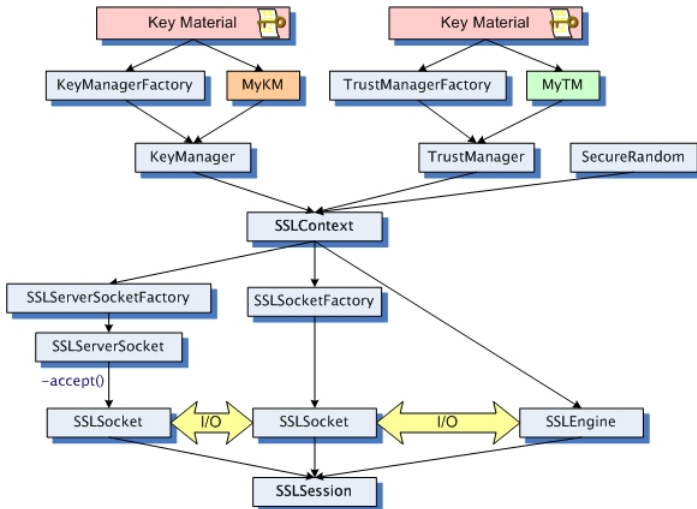 Key Material
Key Material
KeyManagerFactory
MyKM
TrustManagerFactory
MyTM
KeyManager
TrustManager
SecureRandom
SSLContext
SSLServerSocketFactory
SSLSocketFactory
SSLServerSocket
-accept()
SSLSocket
I/O
SSLSocket
I/O
SSLEngine
SSLSession